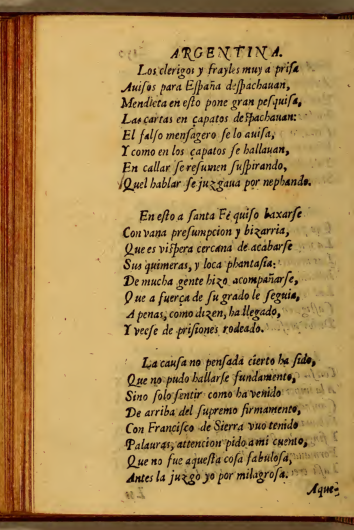 ARGENTINA.
Los clerigos y frayles muy a prisa
Auisos para España despachauan,
Mendieta en esto pone gran pesquisa,
Las cartas en çapatos despachauan:
El falso mensagero se lo auisa,
Y como en los çapatos se hallauan,
En callar se resumen suspirando,
Quel hablar se juzgaua por nephando.
En esto a santa Fé quiso baxarse
Con vana presumpcion y bizarria,
Que es vispera cercana de acabarse
Sus quimeras, y loca phantasia:
De mucha gente hizo acompañarse,
Que a fuerça de su grado le seguia,
A penas, como dizen, ha llegado,
Y veese de prisiones rodeado.
La causa no pensada cierto ha sido,
Que no pudo hallarse fundamento,
Sino solo sentir como ha venido
De arriba del supremo firmamento,
Con Francisco de Sierra vuo tenido
Palauras, attencion pido a mi cuento,
Que no fue aquesta cosa fabulosa,
Antes la juzgo yo por milagrosa.
Aques-